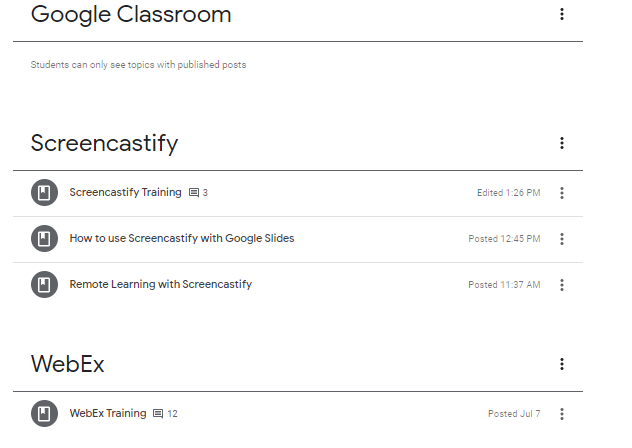 Google Classroom
Students can only see topics with published posts
Screencastify
Screencastify Training 3 Edited 1:26 PM
How to use Screencastify with Google Slides Posted 12:45 PM
Remote Learning with Screencastify Posted 11:37 AM
WebEx
WebEx Training 12 Posted Jul 7